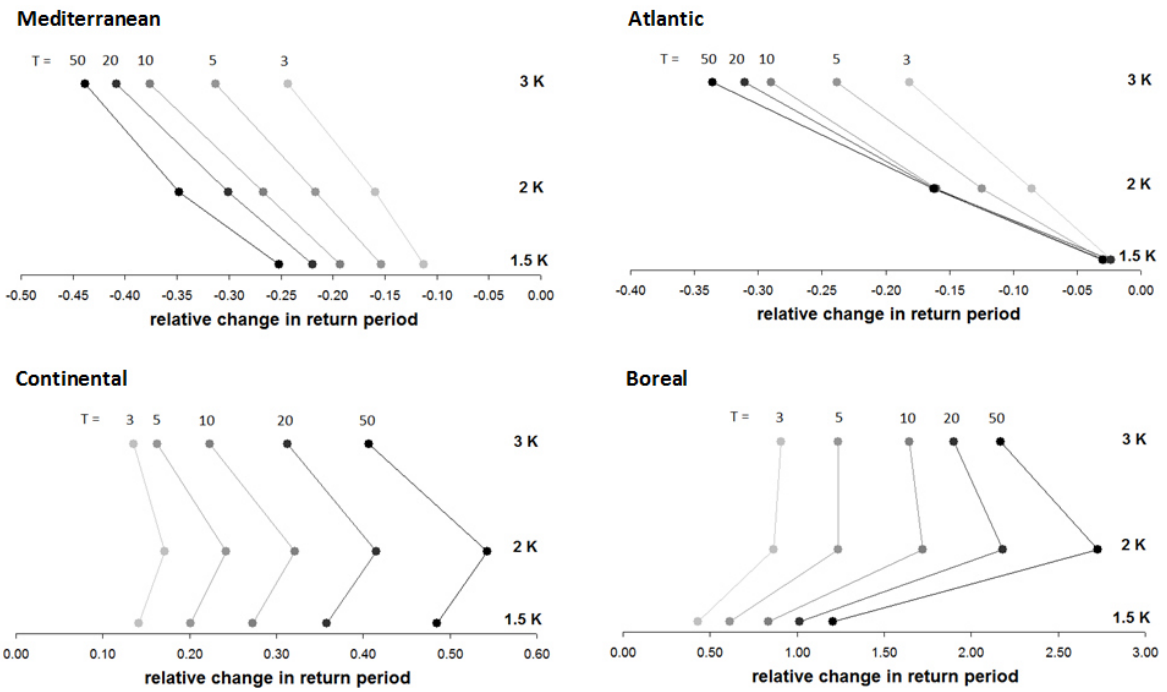 Mediterranean
T = 50 20 10 5 3
3 K
2 K
1.5 K
-0.50 -0.45 -0.40 -0.35 -0.30 -0.25 -0.20 -0.15 -0.10 -0.05 0.00
relative change in return period
Atlantic
T = 50 20 10 5 3
3 K
2 K
1.5 K
-0.40 -0.35 -0.30 -0.25 -0.20 -0.15 -0.10 -0.05 0.00
relative change in return period
Continental
T = 3 5 10 20 50
3 K
2 K
1.5 K
0.00 0.10 0.20 0.30 0.40 0.50 0.60
relative change in return period
Boreal
T = 3 5 10 20 50
3 K
2 K
1.5 K
0.00 0.50 1.00 1.50 2.00 2.50 3.00
relative change in return period